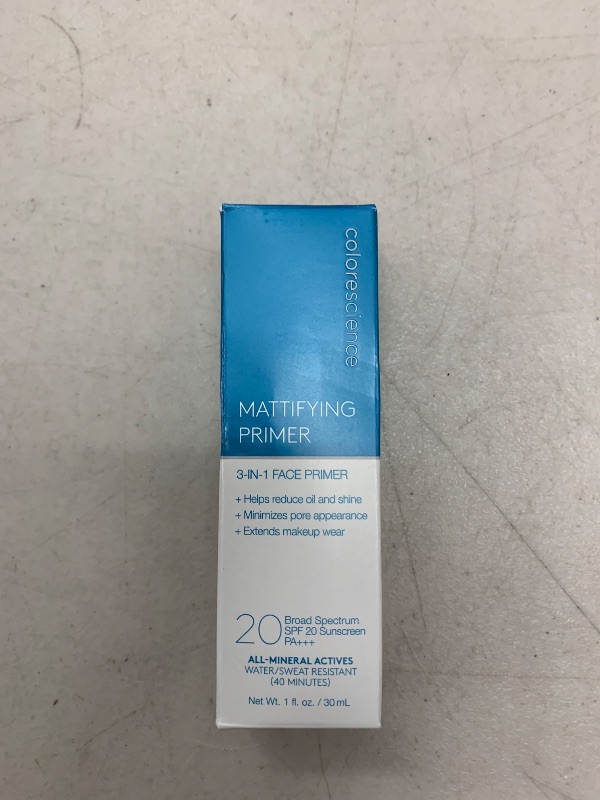 colorescience
MATTIFYING
PRIMER
3-IN-1 FACE PRIMER
+ Helps reduce oil and shine
+ Minimizes pore appearance
+ Extends makeup wear
20
Broad Spectrum
SPF 20 Sunscreen
PA+++
ALL-MINERAL ACTIVES
WATER/SWEAT RESISTANT
(40 MINUTES)
Net Wt. 1 fl. oz. / 30 mL